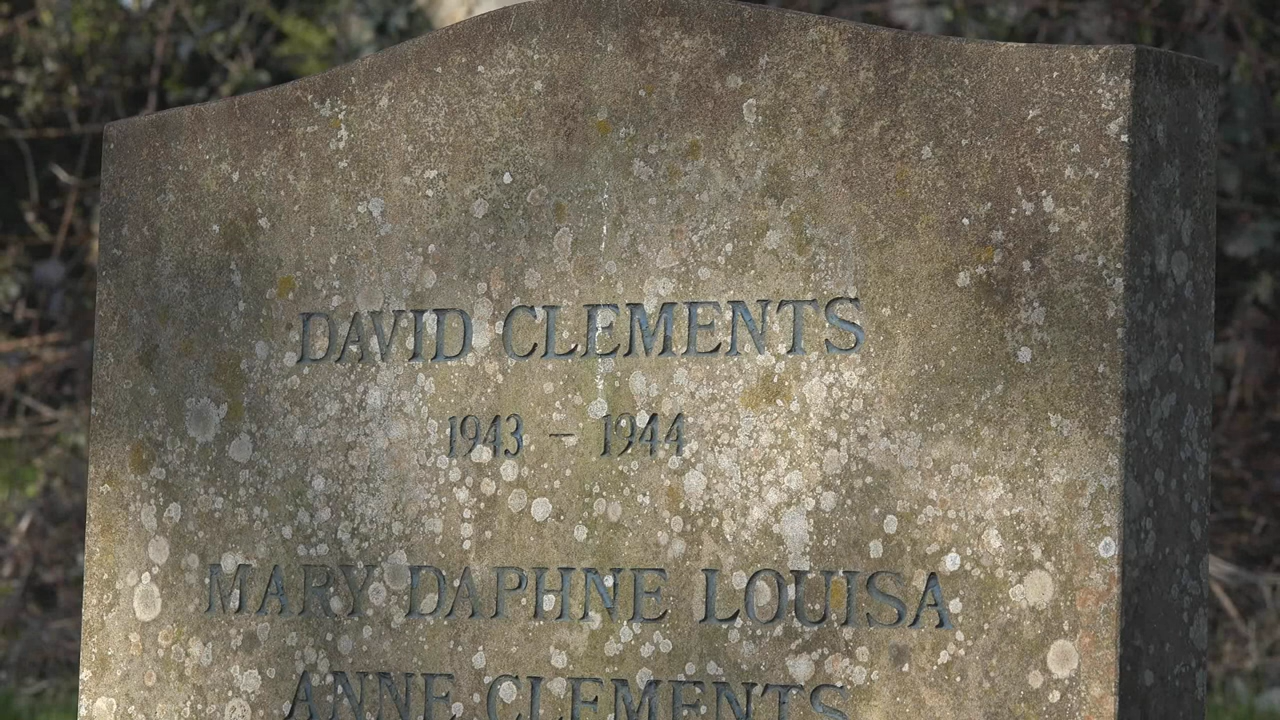 DAVID CLEMENTS
1943 – 1944
MARY DAPHNE LOUISA
ANNE CLEMENTS